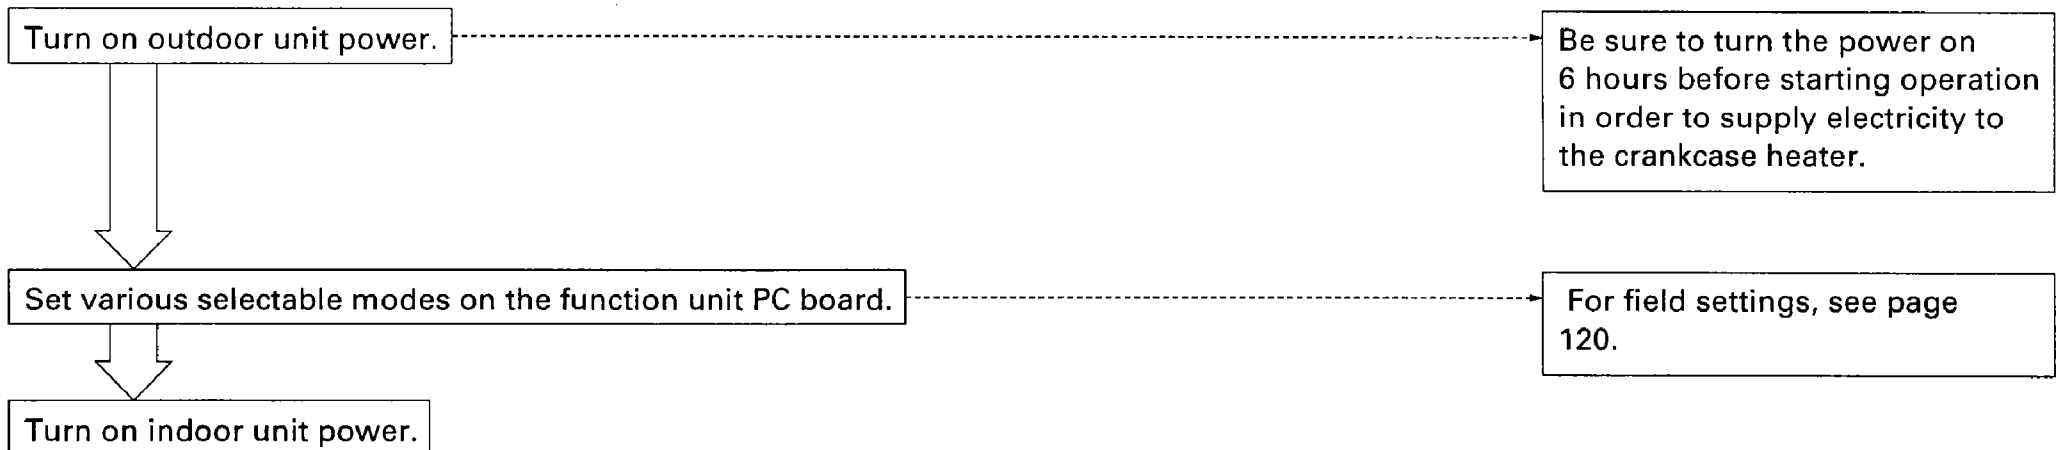 Turn on outdoor unit power.
Be sure to turn the power on
6 hours before starting operation
in order to supply electricity to
the crankcase heater.
Set various selectable modes on the function unit PC board.
For field settings, see page
120.
Turn on indoor unit power.